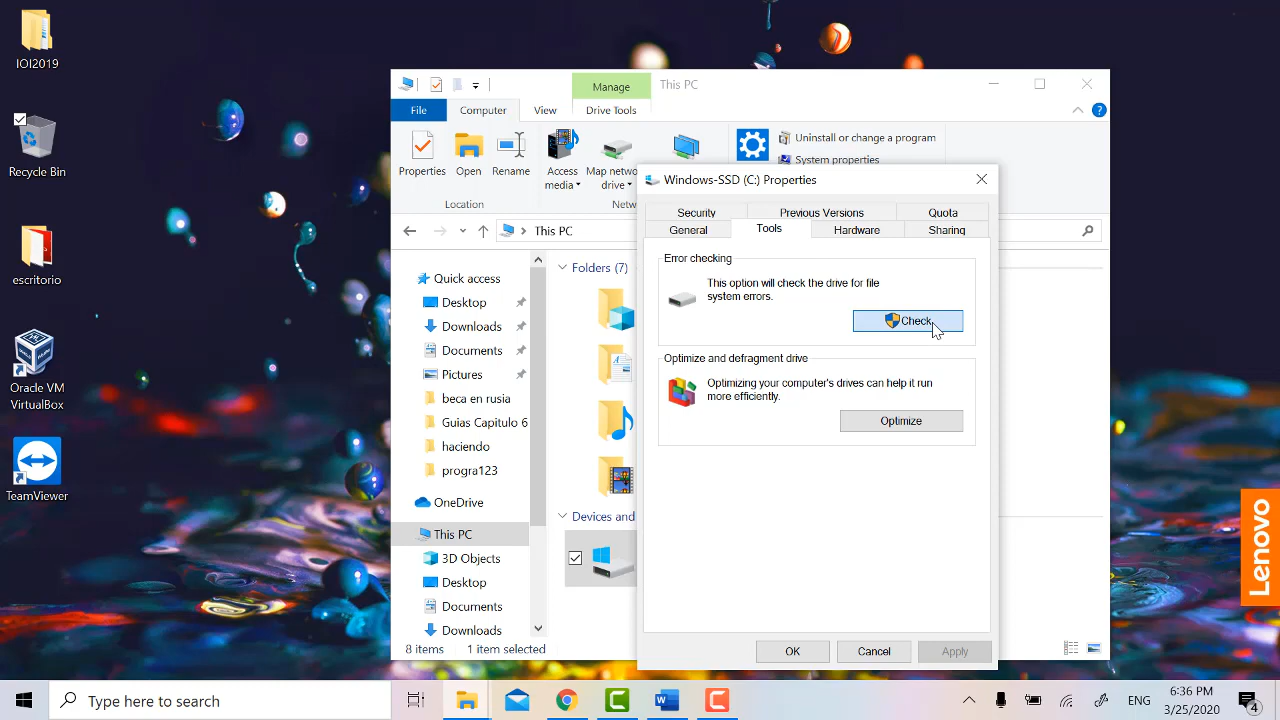 IOI2019
Recycle Bin
escritorio
Oracle VM
VirtualBox
TeamViewer
Manage
This PC
File
Computer
View
Drive Tools
Properties
Open
Rename
Access
media
Map network
drive
Uninstall or change a program
System properties
Location
Netw
This PC
Quick access
Desktop
Downloads
Documents
Pictures
beca en rusia
Guias Capitulo 6
haciendo
progra123
OneDrive
This PC
3D Objects
Desktop
Documents
Downloads
Folders (7)
Devices and
8 items
1 item selected
Windows-SSD (C:) Properties
Security
Previous Versions
Quota
General
Tools
Hardware
Sharing
Error checking
This option will check the drive for file
system errors.
Check
Optimize and defragment drive
Optimizing your computer's drives can help it run
more efficiently.
Optimize
OK
Cancel
Apply
Lenovo
Type here to search
ENG
6:36 PM
3/25/2020
4